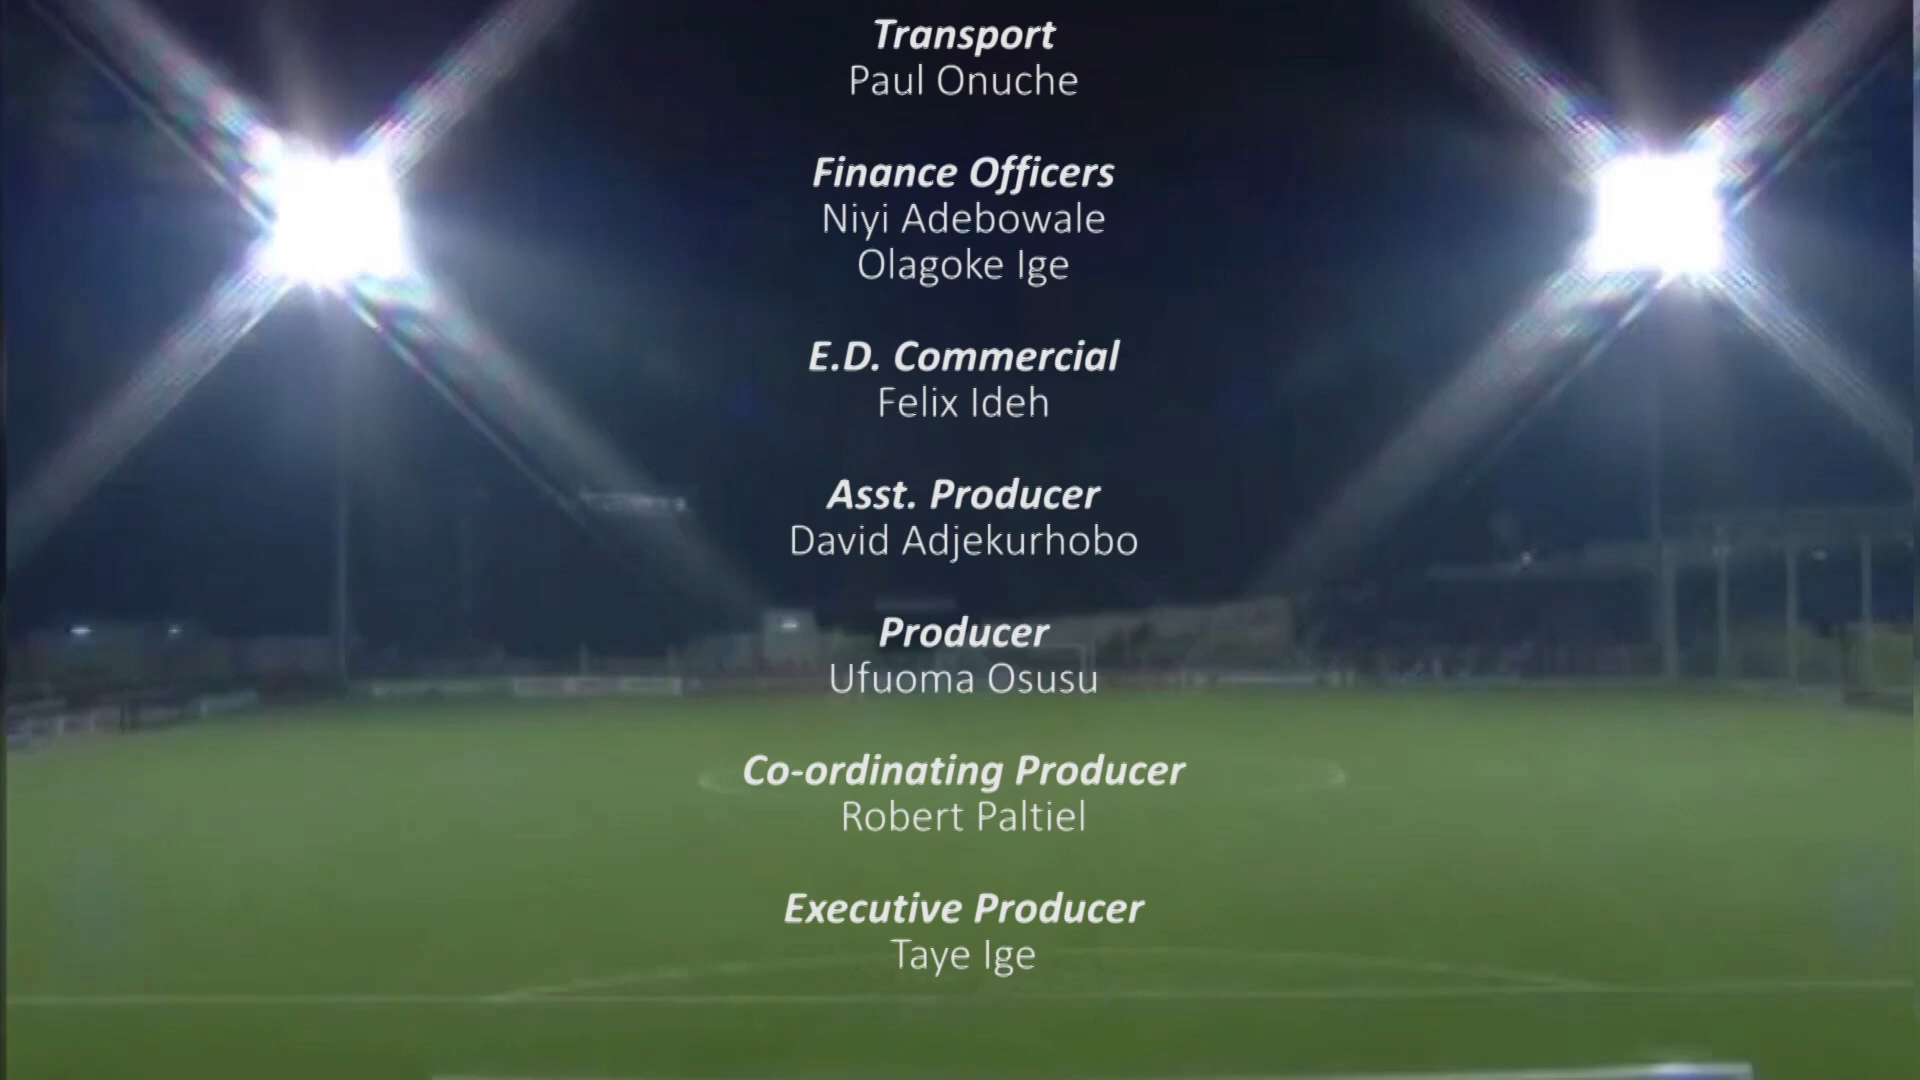 Transport
Paul Onuche
Finance Officers
Niyi Adebowale
Olagoke Ige
E.D. Commercial
Felix Ideh
Asst. Producer
David Adjekurhobo
Producer
Ufuoma Osusu
Co-ordinating Producer
Robert Paltiel
Executive Producer
Taye Ige